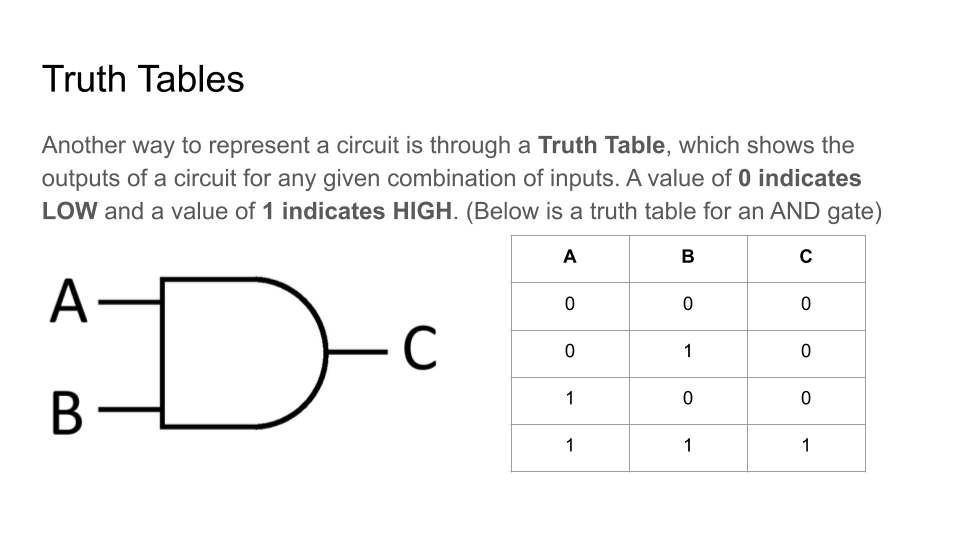 Truth Tables
Another way to represent a circuit is through a Truth Table, which shows the
outputs of a circuit for any given combination of inputs. A value of 0 indicates
LOW and a value of 1 indicates HIGH. (Below is a truth table for an AND gate)
A
B
C
A B C
0 0 0
0 1 0
1 0 0
1 1 1